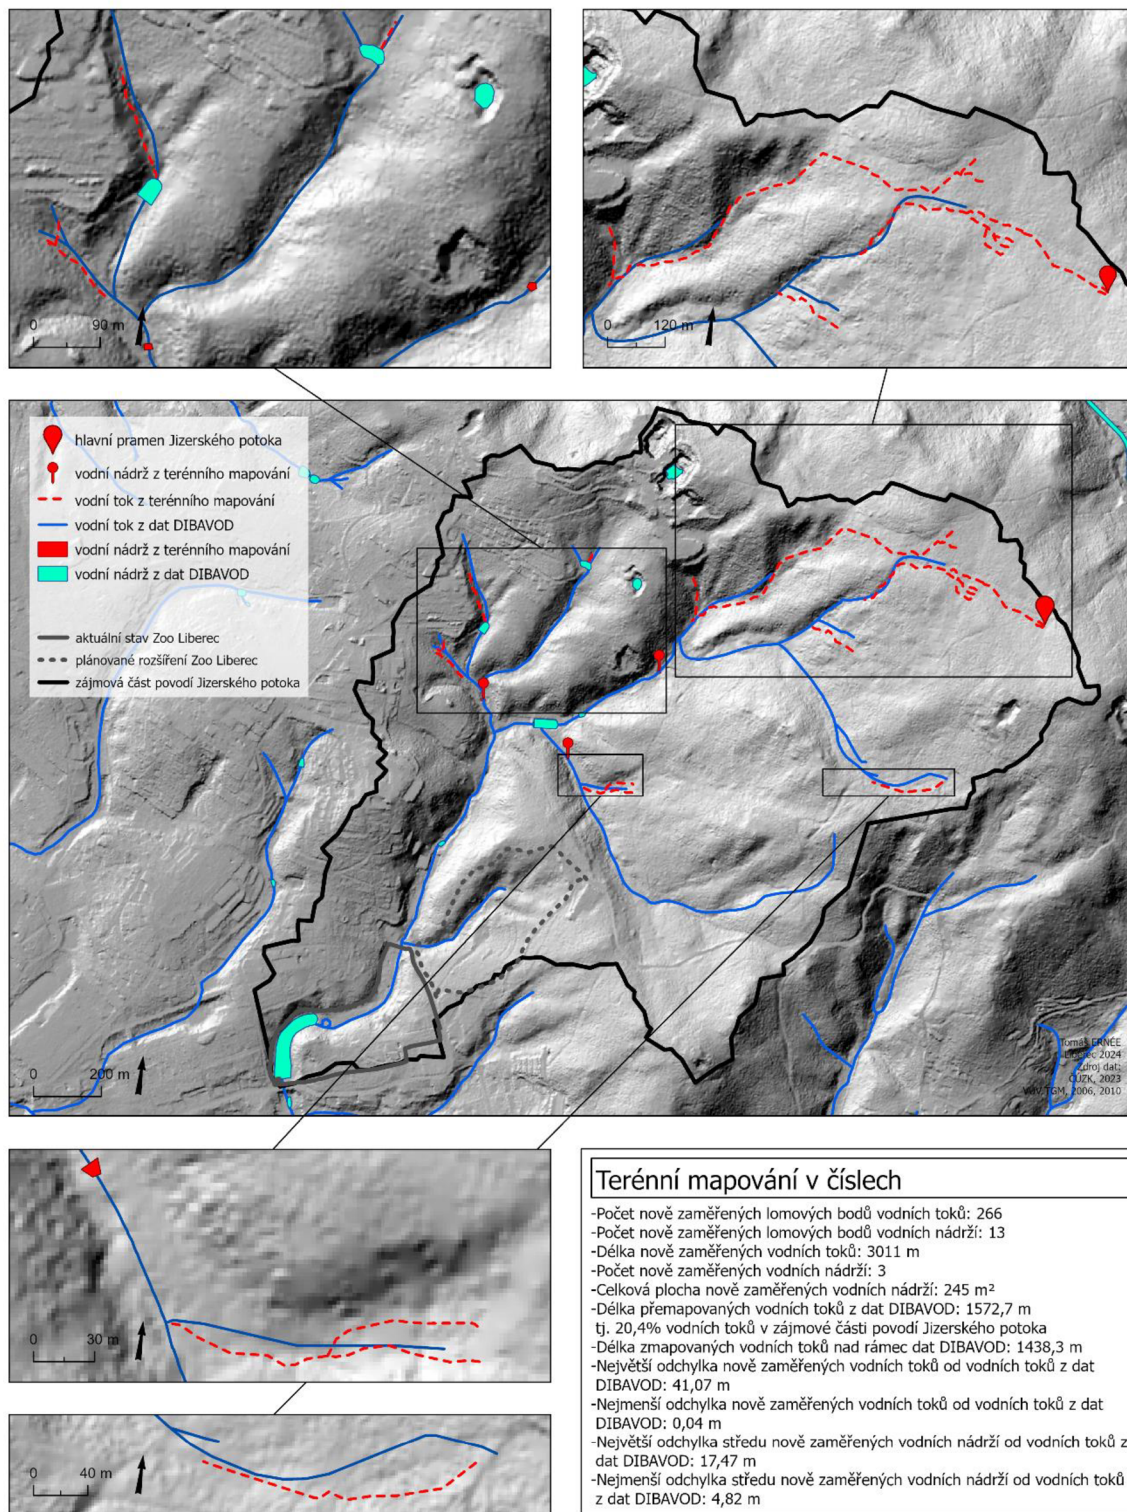 0 90 m
0 120 m
hlavní pramen Jizerského potoka
vodní nádrž z terénního mapování
vodní tok z terénního mapování
vodní tok z dat DIBAVOD
vodní nádrž z terénního mapování
vodní nádrž z dat DIBAVOD
aktuální stav Zoo Liberec
plánované rozšíření Zoo Liberec
zájmová část povodí Jizerského potoka
0 200 m
Tomáš ERNÉE
Liberec 2024
Zdroj dat:
ČÚZK, 2023
VÚV TGM, 2006, 2010
0 30 m
0 40 m
Terénní mapování v číslech
-Počet nově zaměřených lomových bodů vodních toků: 266
-Počet nově zaměřených lomových bodů vodních nádrží: 13
-Délka nově zaměřených vodních toků: 3011 m
-Počet nově zaměřených vodních nádrží: 3
-Celková plocha nově zaměřených vodních nádrží: 245 m²
-Délka přemapovaných vodních toků z dat DIBAVOD: 1572,7 m
tj. 20,4% vodních toků v zájmové části povodí Jizerského potoka
-Délka zmapovaných vodních toků nad rámec dat DIBAVOD: 1438,3 m
-Největší odchylka nově zaměřených vodních toků od vodních toků z dat
DIBAVOD: 41,07 m
-Nejmenší odchylka nově zaměřených vodních toků od vodních toků z dat
DIBAVOD: 0,04 m
-Největší odchylka středu nově zaměřených vodních nádrží od vodních toků z
dat DIBAVOD: 17,47 m
-Nejmenší odchylka středu nově zaměřených vodních nádrží od vodních toků
z dat DIBAVOD: 4,82 m